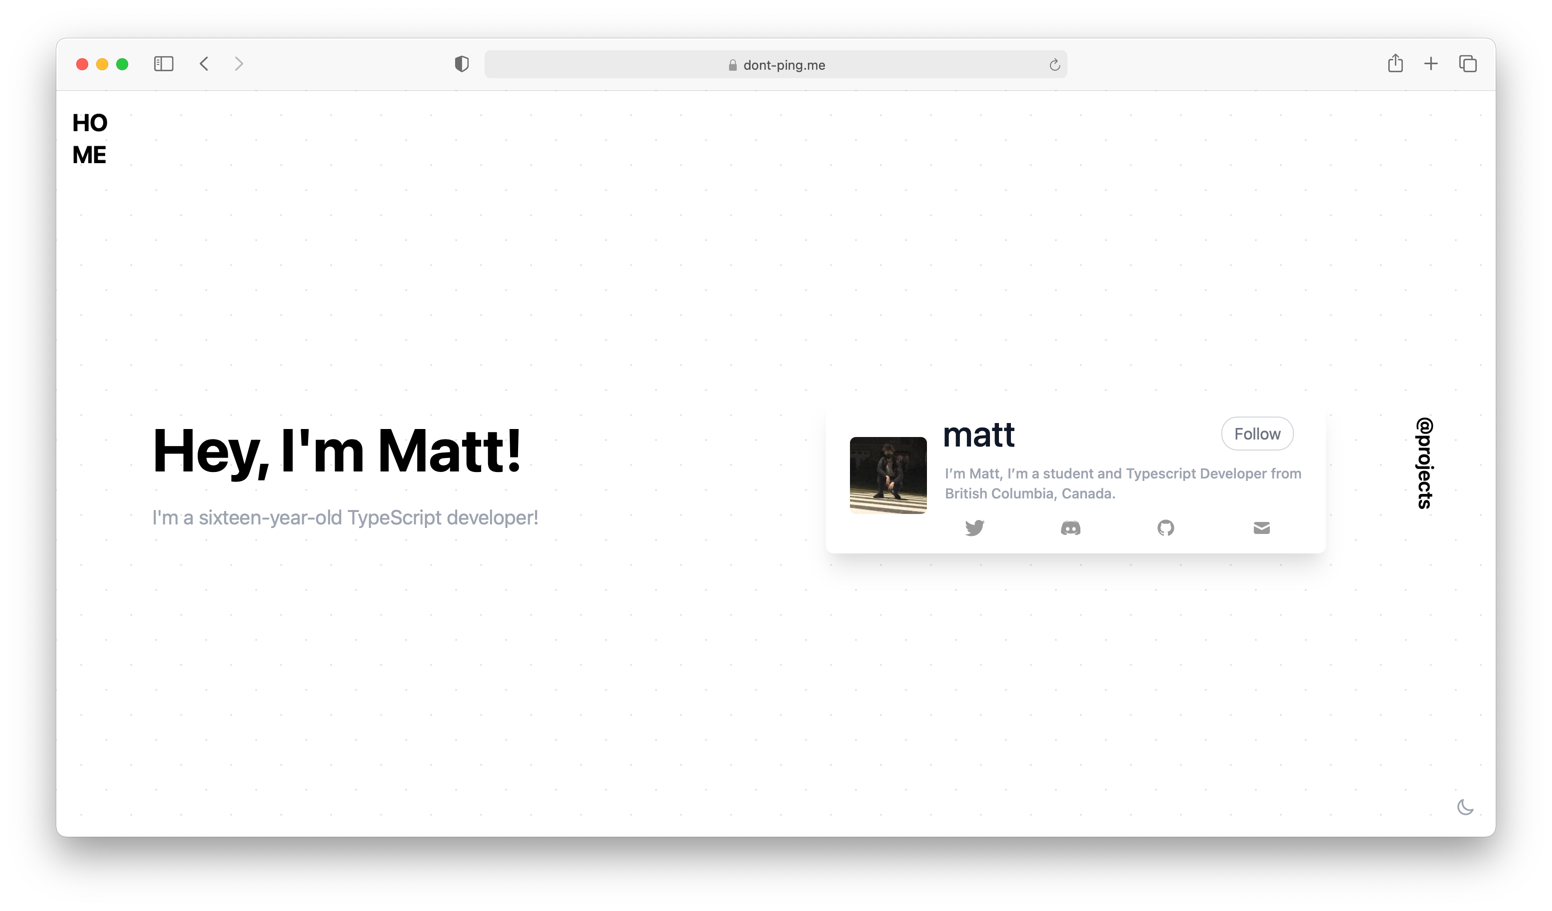 dont-ping.me
HO
ME
Hey, I'm Matt!
I'm a sixteen-year-old TypeScript developer!
matt
Follow
I’m Matt, I’m a student and Typescript Developer from
British Columbia, Canada.
@projects